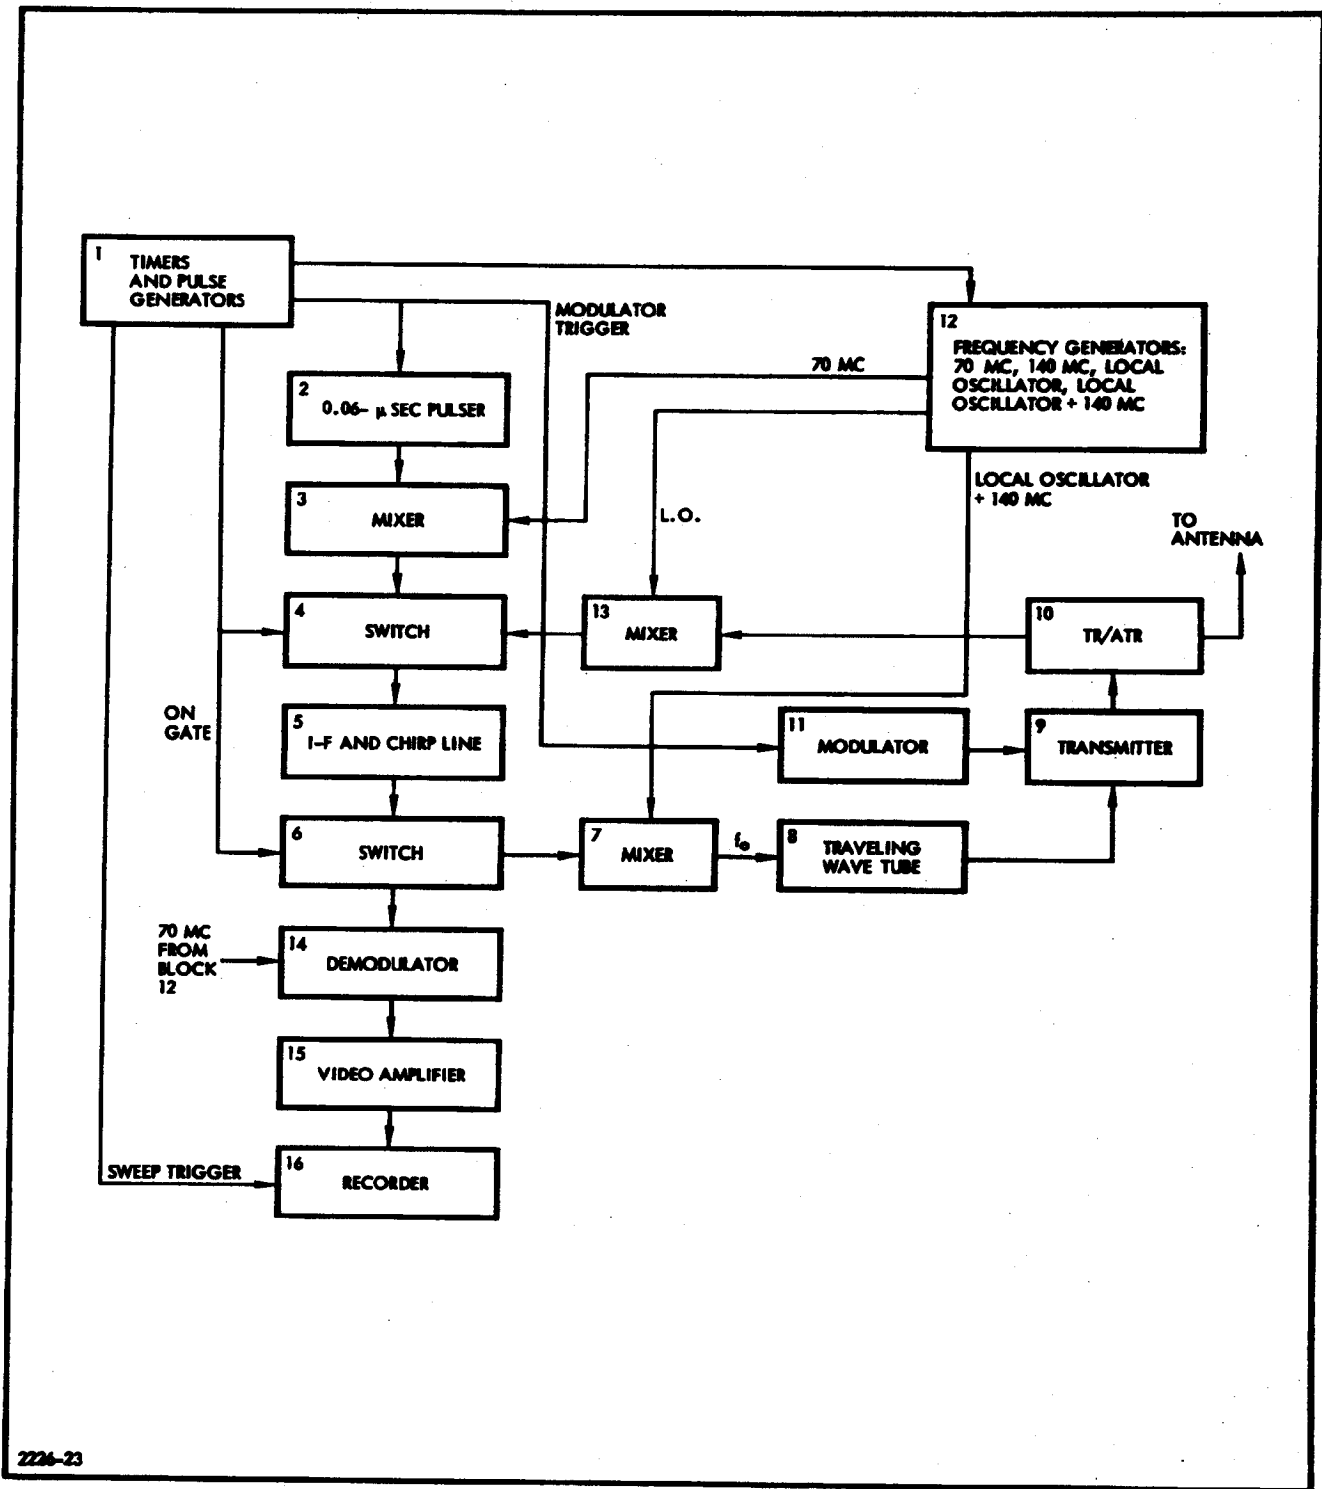 1
TIMERS
AND PULSE
GENERATORS
MODULATOR
TRIGGER
12
FREQUENCY GENERATORS:
70 MC, 140 MC, LOCAL
OSCILLATOR, LOCAL
OSCILLATOR + 140 MC
70 MC
2
0.06- μ SEC PULSER
LOCAL OSCILLATOR
+ 140 MC
3
MIXER
L.O.
TO
ANTENNA
4
SWITCH
13
MIXER
10
TR/ATR
ON
GATE
5
I-F AND CHIRP LINE
11
MODULATOR
9
TRANSMITTER
6
SWITCH
7
MIXER
fo
8
TRAVELING
WAVE TUBE
70 MC
FROM
BLOCK
12
14
DEMODULATOR
15
VIDEO AMPLIFIER
SWEEP TRIGGER
16
RECORDER
2226-23